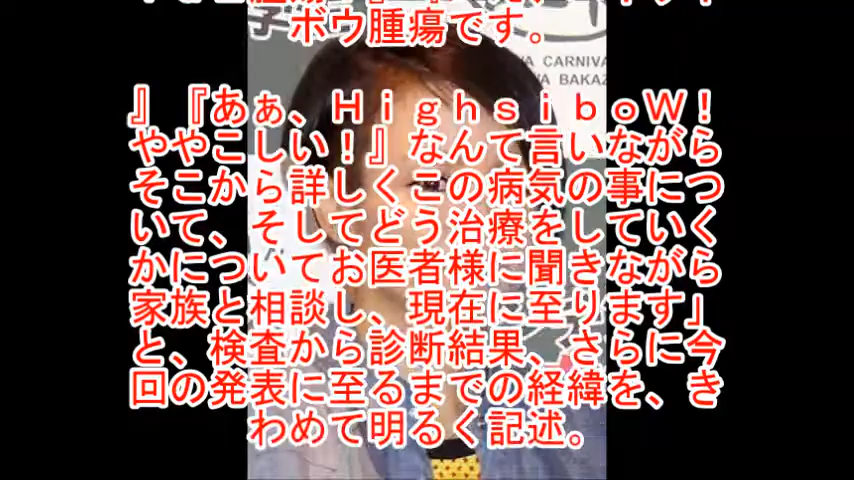 ボウ腫瘍です。
』『あぁ、ＨｉｇｈｓｉｂｏＷ！
ややこしい！』なんて言いながら
そこから詳しくこの病気の事につ
いて、そしてどう治療をしていく
かについてお医者様に聞きながら
家族と相談し、現在に至ります」
と、検査から診断結果、さらに今
回の発表に至るまでの経緯を、き
わめて明るく記述。
CARNIVA
BAKAZ